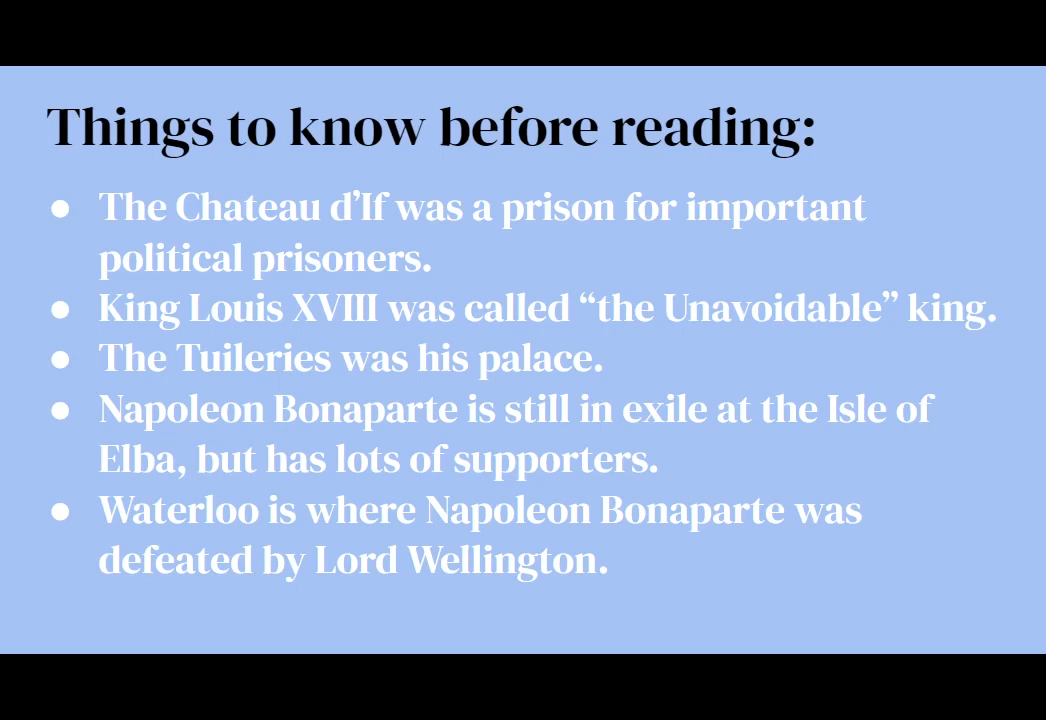 Things to know before reading:
● The Chateau d’If was a prison for important
political prisoners.
● King Louis XVIII was called “the Unavoidable” king.
● The Tuileries was his palace.
● Napoleon Bonaparte is still in exile at the Isle of
Elba, but has lots of supporters.
● Waterloo is where Napoleon Bonaparte was
defeated by Lord Wellington.